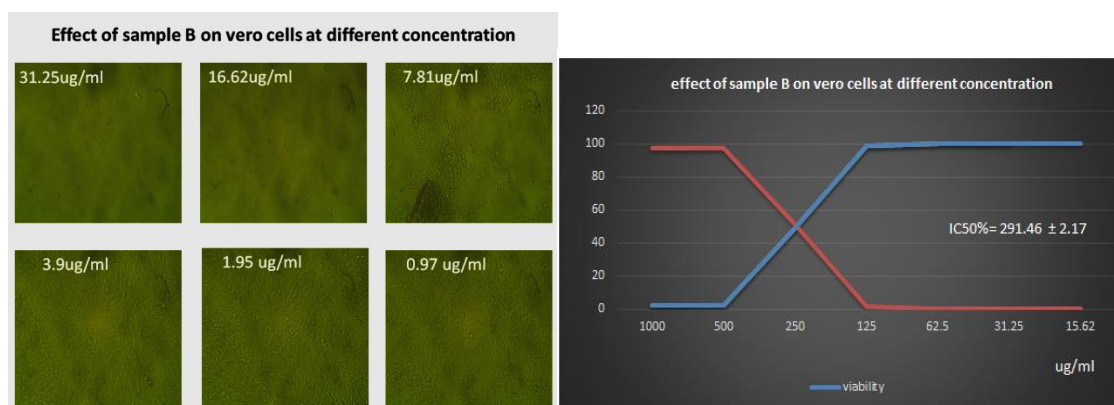 Effect of sample B on vero cells at different concentration
31.25ug/ml
16.62ug/ml
7.81ug/ml
3.9ug/ml
1.95 ug/ml
0.97 ug/ml
effect of sample B on vero cells at different concentration
120
100
80
60
40
20
0
IC50%= 291.46 ± 2.17
1000
500
250
125
62.5
31.25
15.62
ug/ml
viability